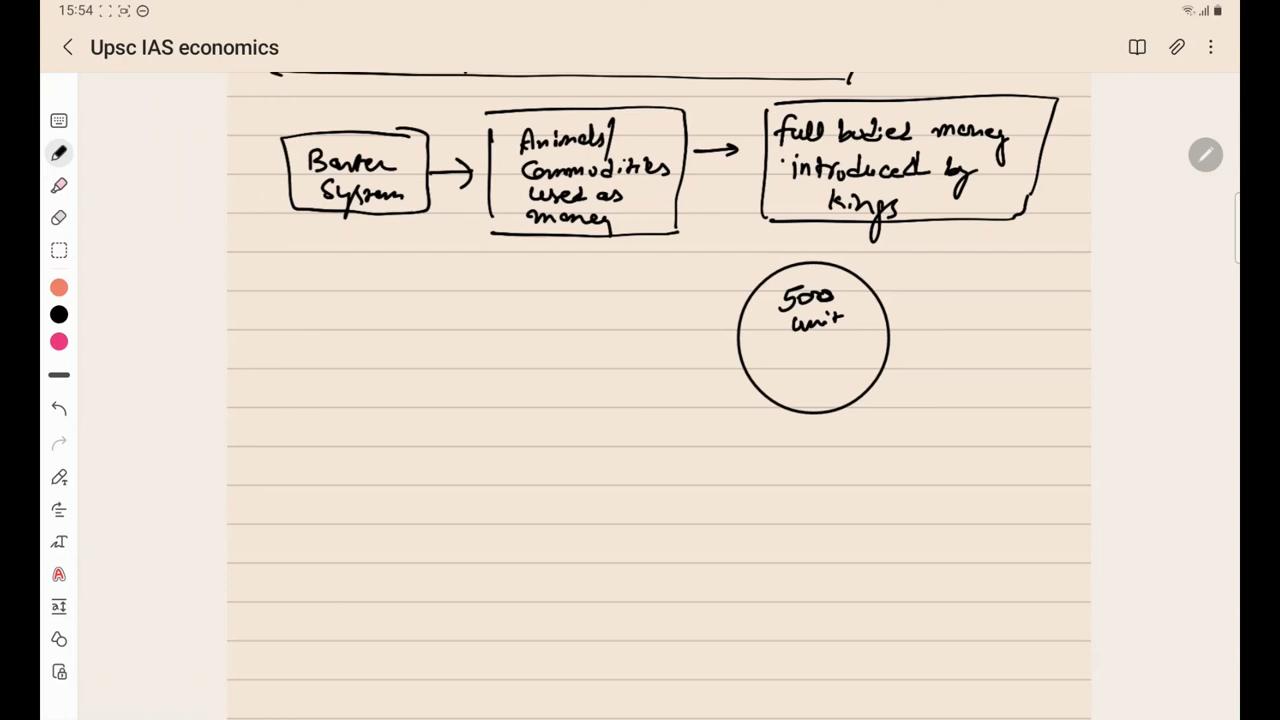 15:54
Upsc IAS economics
Barter
System
Animals/
Commodities
used as
money
full bodied money
introduced by
kings
500
unit